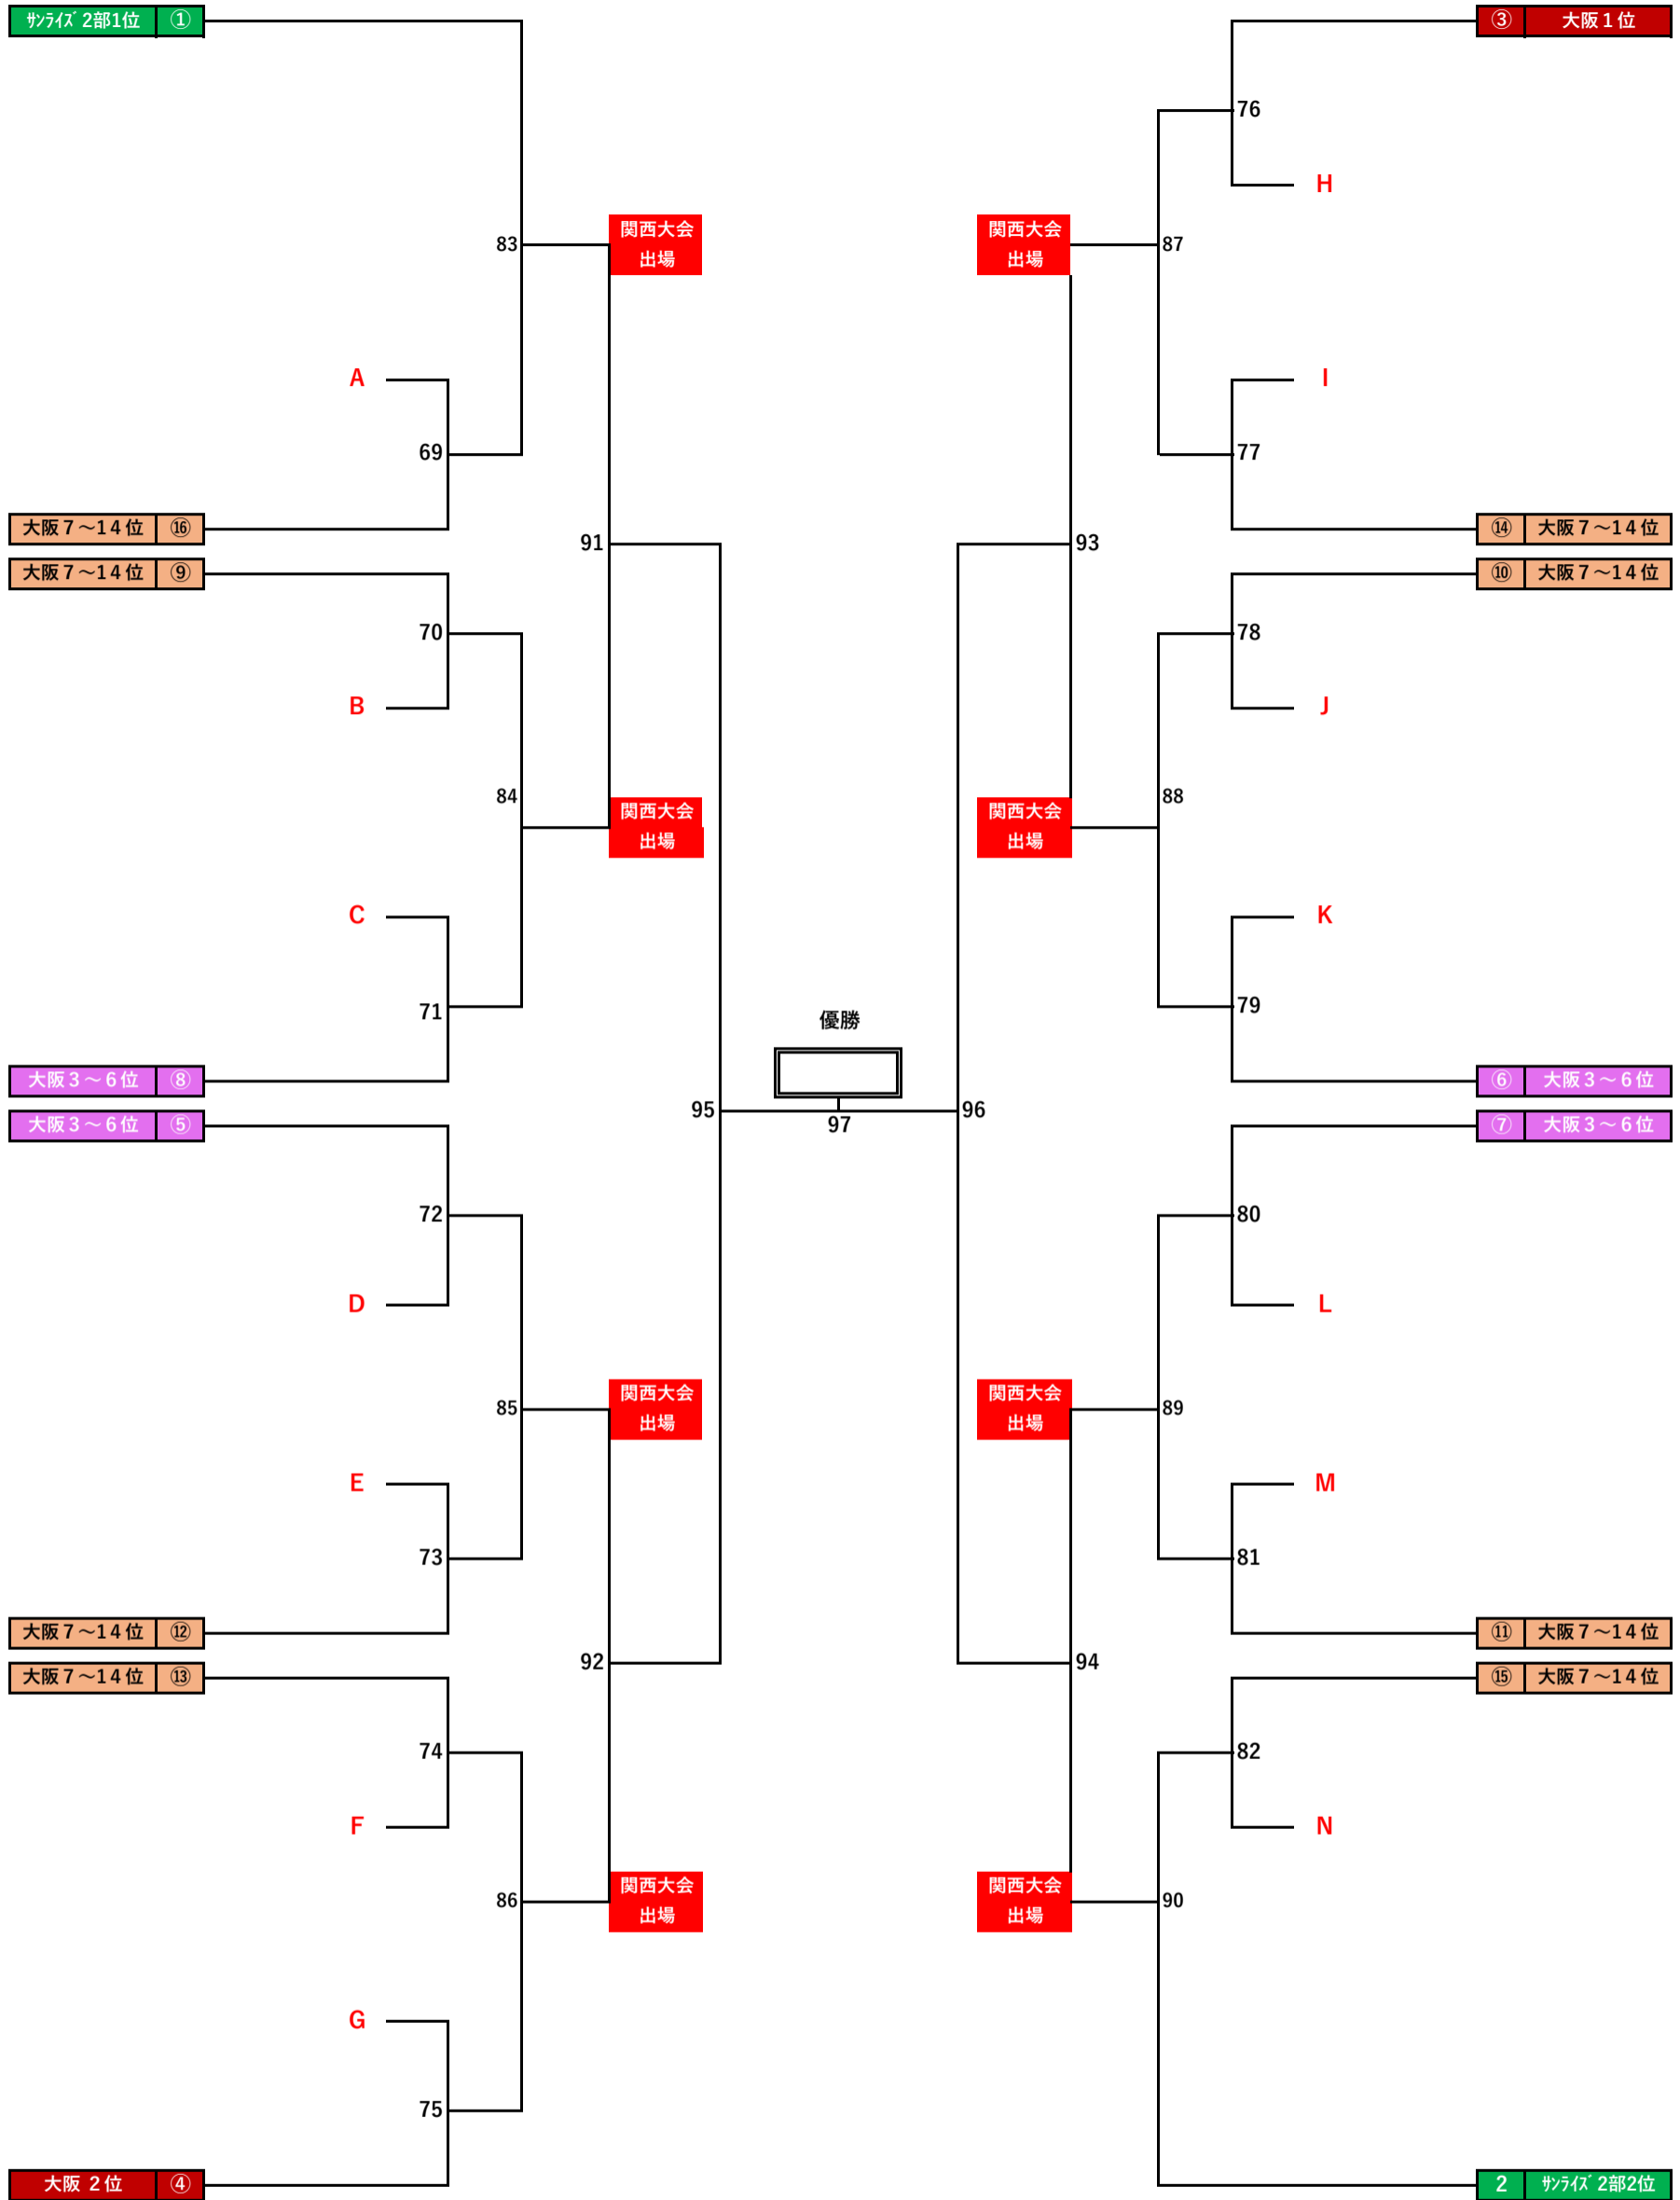 ｻﾝﾗｲｽﾞ2部1位 ①
③ 大阪１位
76
H
関西大会
出場
関西大会
出場
83
87
A
I
69
77
大阪７～１４位 ⑯
⑭ 大阪７～１４位
91
93
大阪７～１４位 ⑨
⑩ 大阪７～１４位
70
78
B
J
84
88
関西大会
出場
関西大会
出場
C
K
71
79
優勝
大阪３～６位 ⑧
⑥ 大阪３～６位
95
96
97
大阪３～６位 ⑤
⑦ 大阪３～６位
72
80
D
L
関西大会
出場
関西大会
出場
85
89
E
M
73
81
大阪７～１４位 ⑫
⑪ 大阪７～１４位
92
94
大阪７～１４位 ⑬
⑮ 大阪７～１４位
74
82
F
N
関西大会
出場
関西大会
出場
86
90
G
75
大阪 ２位 ④
2 ｻﾝﾗｲｽﾞ2部2位